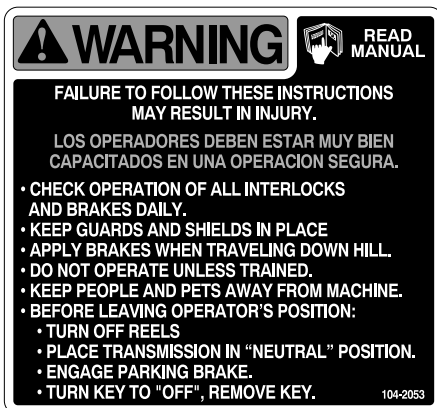 WARNING
READ
MANUAL
FAILURE TO FOLLOW THESE INSTRUCTIONS
MAY RESULT IN INJURY.
LOS OPERADORES DEBEN ESTAR MUY BIEN
CAPACITADOS EN UNA OPERACION SEGURA.
• CHECK OPERATION OF ALL INTERLOCKS
AND BRAKES DAILY.
• KEEP GUARDS AND SHIELDS IN PLACE
• APPLY BRAKES WHEN TRAVELING DOWN HILL.
• DO NOT OPERATE UNLESS TRAINED.
• KEEP PEOPLE AND PETS AWAY FROM MACHINE.
• BEFORE LEAVING OPERATOR'S POSITION:
• TURN OFF REELS
• PLACE TRANSMISSION IN “NEUTRAL” POSITION.
• ENGAGE PARKING BRAKE.
• TURN KEY TO "OFF", REMOVE KEY.
104-2053